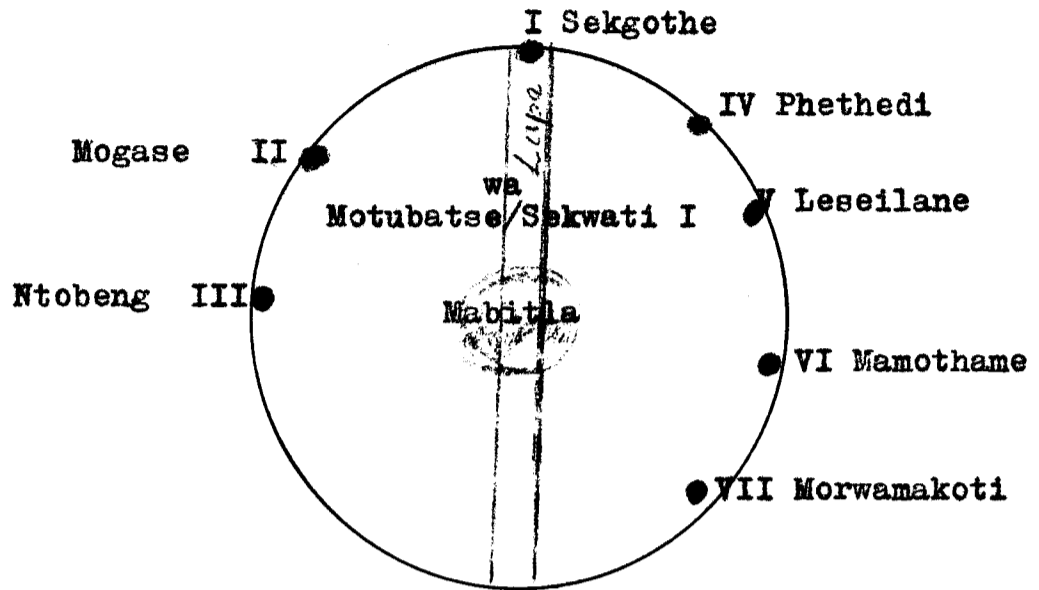 I Sekgothe
IV Phethedi
Mogase II
wa
V Leseilane
Motubatse/Sekwati I
Ntobeng III
Mabitla
VI Mamothame
VII Morwamakoti